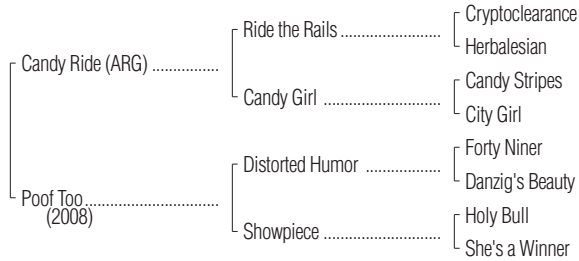 Cryptoclearance
Ride the Rails ......................
Herbalesian
Candy Ride (ARG) ...............
Candy Stripes
Candy Girl ..........................
City Girl
Forty Niner
Distorted Humor .................
Danzig's Beauty
Poof Too..............................
(2008)
Holy Bull
Showpiece ..........................
She's a Winner